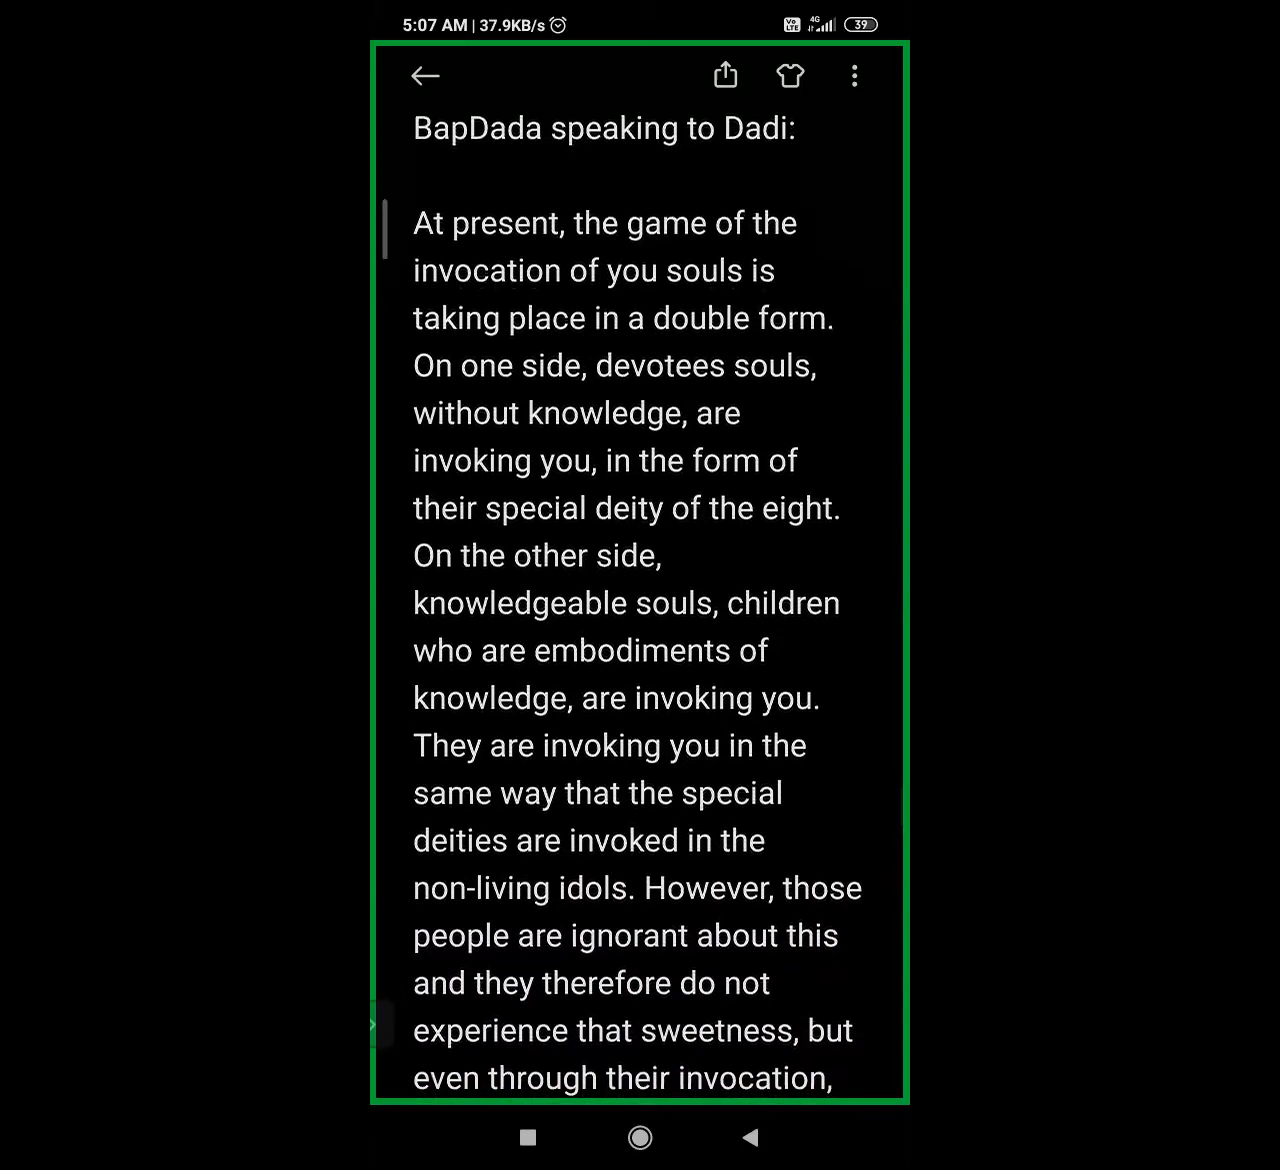 5:07 AM | 37.9KB/s
Vo LTE 4G 39
BapDada speaking to Dadi:
At present, the game of the
invocation of you souls is
taking place in a double form.
On one side, devotees souls,
without knowledge, are
invoking you, in the form of
their special deity of the eight.
On the other side,
knowledgeable souls, children
who are embodiments of
knowledge, are invoking you.
They are invoking you in the
same way that the special
deities are invoked in the
non-living idols. However, those
people are ignorant about this
and they therefore do not
experience that sweetness, but
even through their invocation,